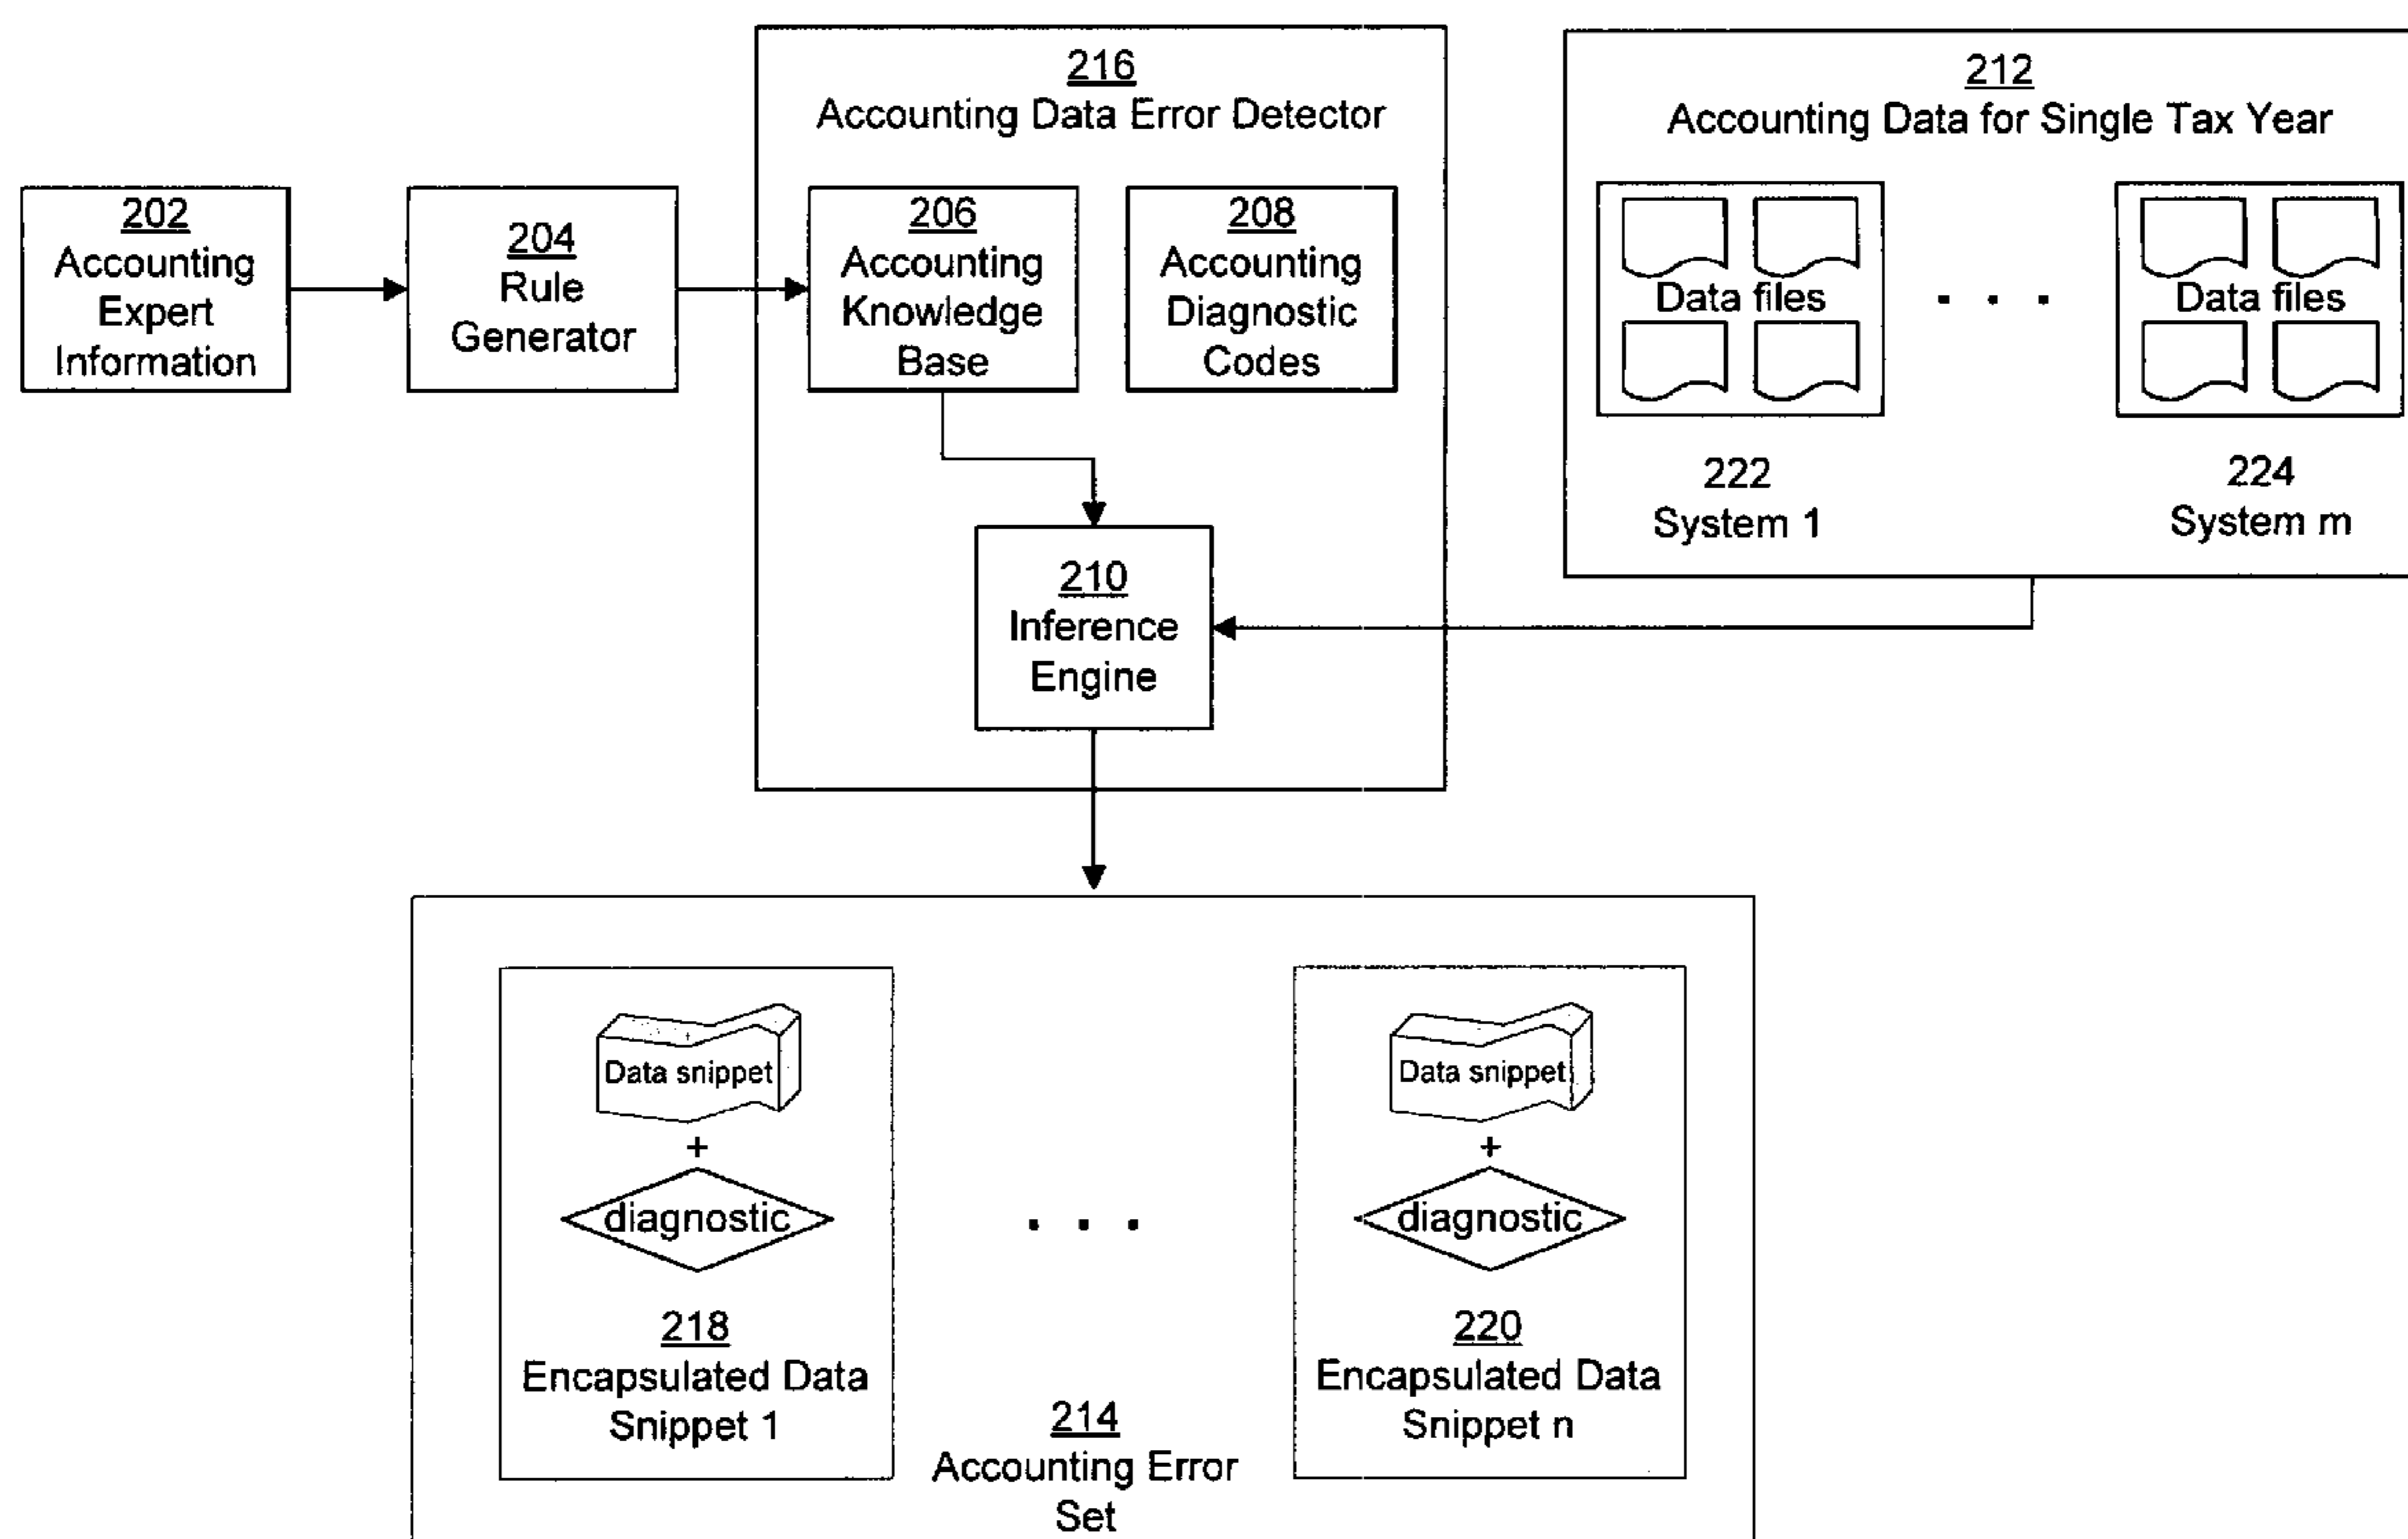 216
Accounting Data Error Detector
212
Accounting Data for Single Tax Year
202
Accounting
Expert
Information
204
Rule
Generator
206
Accounting
Knowledge
Base
208
Accounting
Diagnostic
Codes
Data files
. . .
Data files
222
System 1
224
System m
210
Inference
Engine
Data snippet
+
diagnostic
218
Encapsulated Data
Snippet 1
. . .
214
Accounting Error
Set
Data snippet
+
diagnostic
220
Encapsulated Data
Snippet n